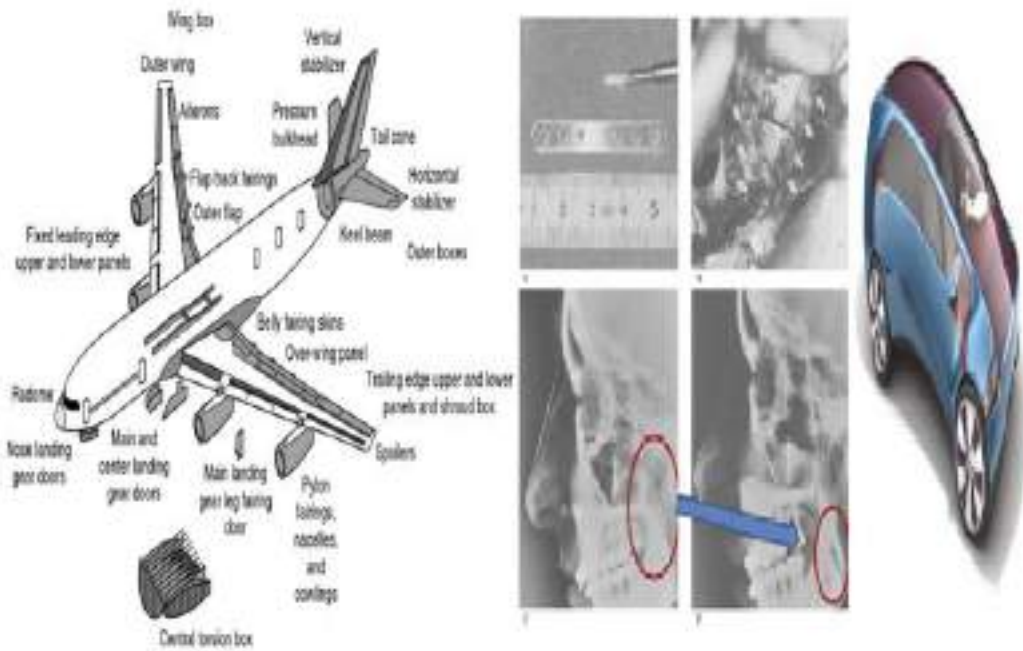 Wing box
Outer wing
Ailerons
Flap track fairings
Outer flap
Fixed leading edge
upper and lower panels
Vertical
stabilizer
Pressure
bulkhead
Tail zone
Horizontal
stabilizer
Keel beam
Outer boxes
Belly fairing skins
Over-wing panel
Trailing edge upper and lower
panels and shroud box
Spoilers
Radome
Nose landing
gear doors
Main and
center landing
gear doors
Main landing
gear leg fairing
door
Pylon
fairings,
nacelles,
and
cowlings
Central torsion box
5